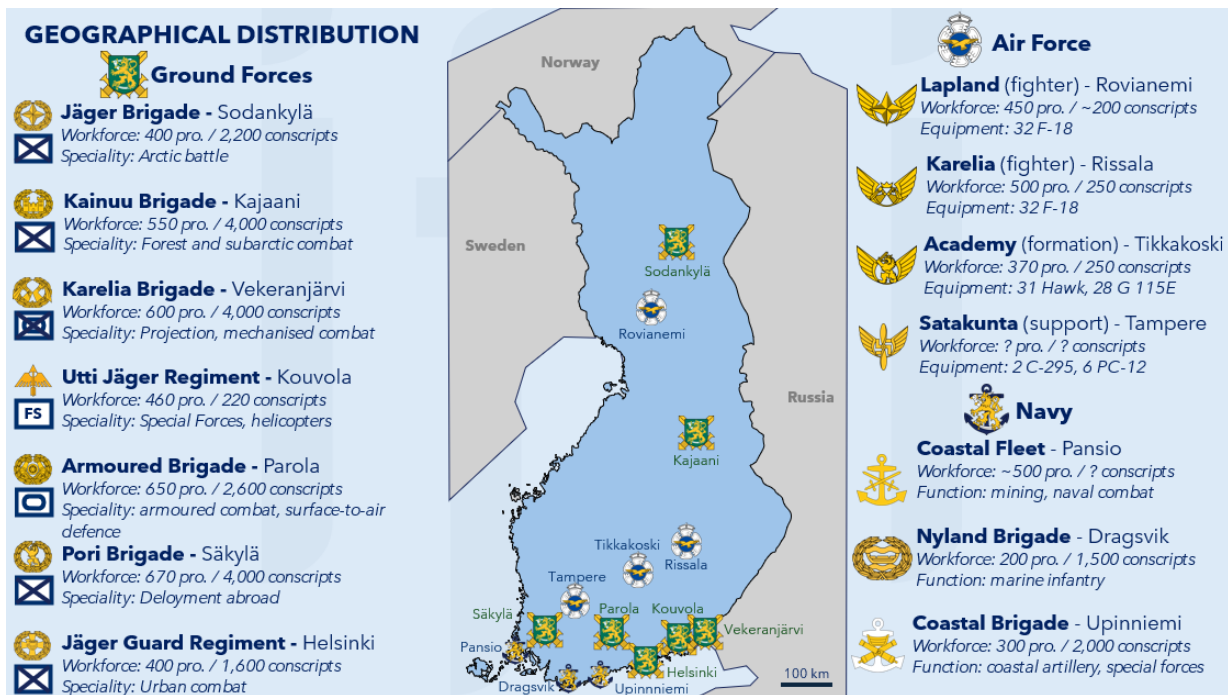 GEOGRAPHICAL DISTRIBUTION
Ground Forces
Jäger Brigade - Sodankylä
Workforce: 400 pro. / 2,200 conscripts
Speciality: Arctic battle
Kainuu Brigade - Kajaani
Workforce: 550 pro. / 4,000 conscripts
Speciality: Forest and subarctic combat
Karelia Brigade - Vekeranjärvi
Workforce: 600 pro. / 4,000 conscripts
Speciality: Projection, mechanised combat
Utti Jäger Regiment - Kouvola
FS
Workforce: 460 pro. / 220 conscripts
Speciality: Special Forces, helicopters
Armoured Brigade - Parola
Workforce: 650 pro. / 2,600 conscripts
Speciality: armoured combat, surface-to-air
defence
Pori Brigade - Säkylä
Workforce: 670 pro. / 4,000 conscripts
Speciality: Deloyment abroad
Jäger Guard Regiment - Helsinki
Workforce: 400 pro. / 1,600 conscripts
Speciality: Urban combat
Norway
Sweden
Russia
Sodankylä
Rovianemi
Kajaani
Tikkakoski
Rissala
Tampere
Säkylä
Parola
Kouvola
Vekeranjärvi
Pansio
Helsinki
Dragsvik
Upinnniemi
100 km
Air Force
Lapland (fighter) - Rovianemi
Workforce: 450 pro. / ~200 conscripts
Equipment: 32 F-18
Karelia (fighter) - Rissala
Workforce: 500 pro. / 250 conscripts
Equipment: 32 F-18
Academy (formation) - Tikkakoski
Workforce: 370 pro. / 250 conscripts
Equipment: 31 Hawk, 28 G 115E
Satakunta (support) - Tampere
Workforce: ? pro. / ? conscripts
Equipment: 2 C-295, 6 PC-12
Navy
Coastal Fleet - Pansio
Workforce: ~500 pro. / ? conscripts
Function: mining, naval combat
Nyland Brigade - Dragsvik
Workforce: 200 pro. / 1,500 conscripts
Function: marine infantry
Coastal Brigade - Upinniemi
Workforce: 300 pro. / 2,000 conscripts
Function: coastal artillery, special forces